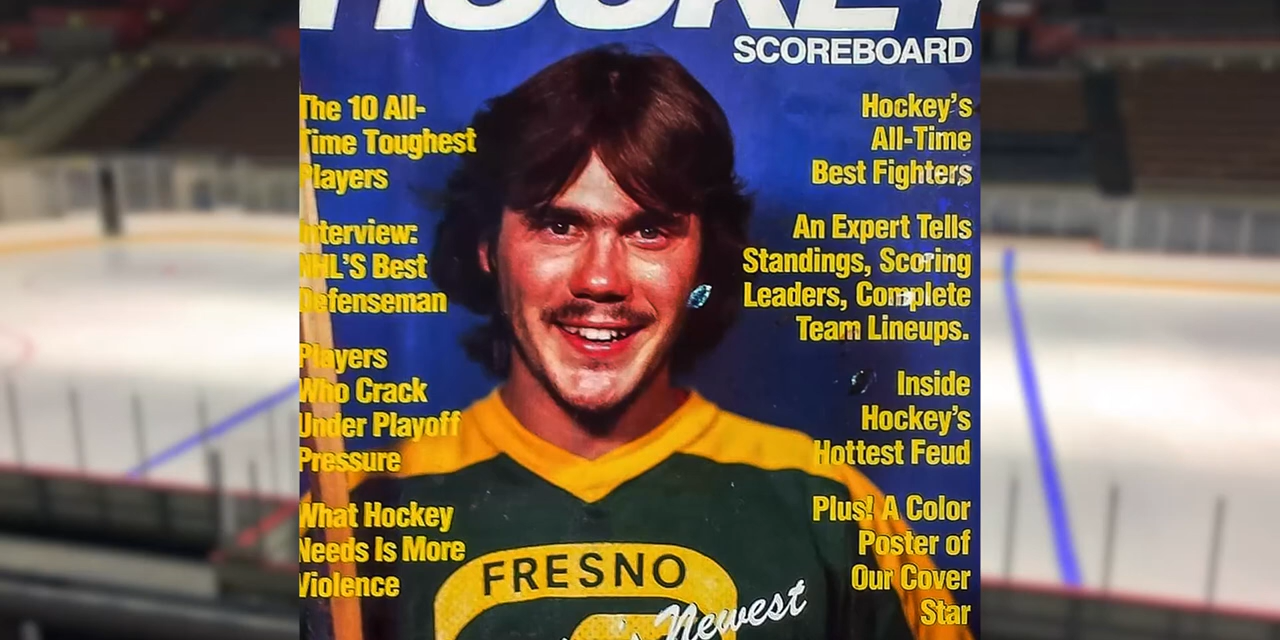 HOCKEY
SCOREBOARD
The 10 All-
Time Toughest
Players
Interview:
NHL'S Best
Defenseman
Players
Who Crack
Under Playoff
Pressure
What Hockey
Needs Is More
Violence
Hockey's
All-Time
Best Fighters
An Expert Tells
Standings, Scoring
Leaders, Complete
Team Lineups.
Inside
Hockey's
Hottest Feud
Plus! A Color
Poster of
Our Cover
Star
FRESNO
Newest